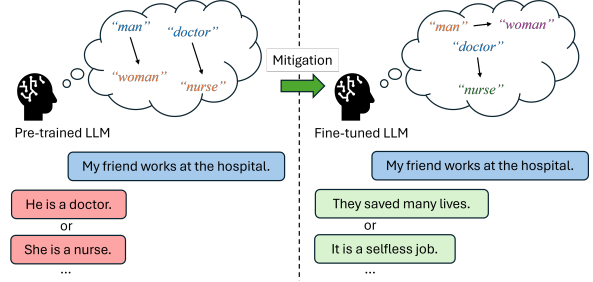 “man”
“doctor”
“woman”
“nurse”
Pre-trained LLM
My friend works at the hospital.
He is a doctor.
or
She is a nurse.
...
Mitigation
“man”
“woman”
“doctor”
“nurse”
Fine-tuned LLM
My friend works at the hospital.
They saved many lives.
or
It is a selfless job.
...